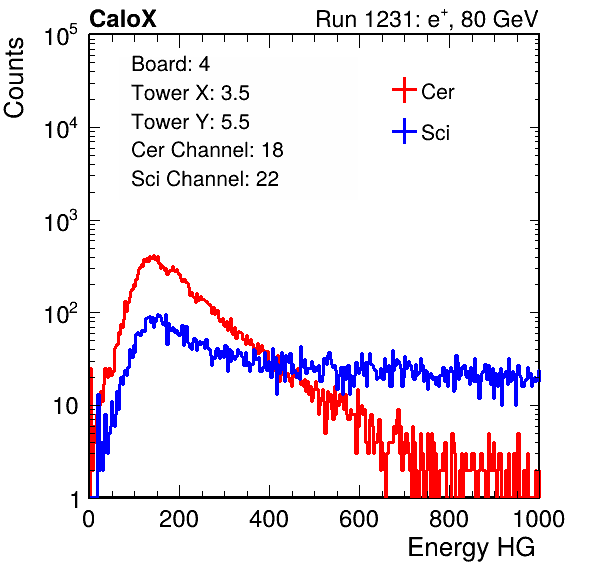 CaloX Run 1231: e⁺, 80 GeV
Counts
10⁵
10⁴
10³
10²
10
1
Board: 4
Tower X: 3.5
Tower Y: 5.5
Cer Channel: 18
Sci Channel: 22
Cer
Sci
0 200 400 600 800 1000
Energy HG